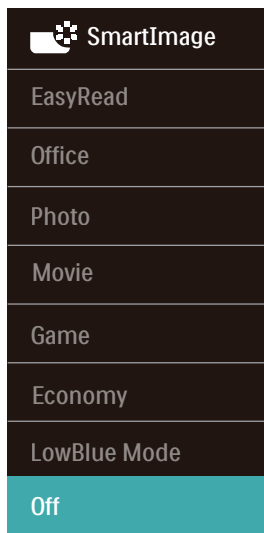 SmartImage
EasyRead
Office
Photo
Movie
Game
Economy
LowBlue Mode
Off